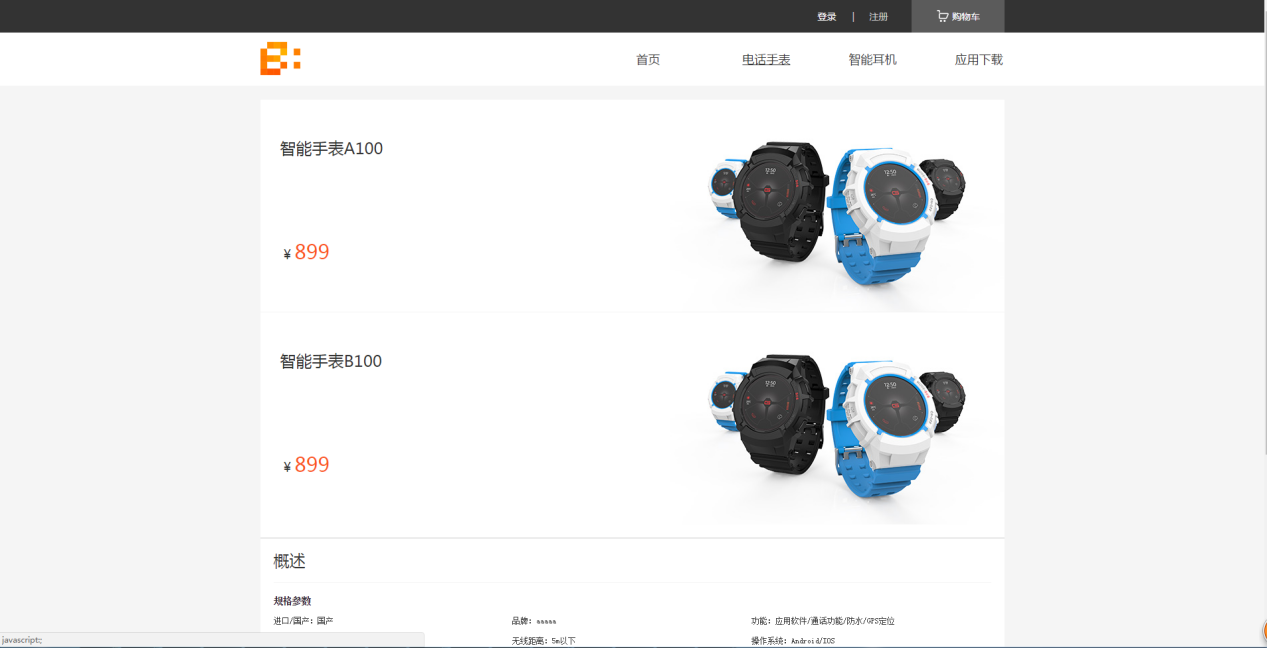 登录 | 注册 购物车
首页 电话手表 智能耳机 应用下载
智能手表A100
¥ 899
智能手表B100
¥ 899
概述
规格参数
进口/国产: 国产 品牌: aaaaa 功能: 应用软件/通话功能/防水/GPS定位
无线距离: 5m以下 操作系统: Android/IOS
javascript:;